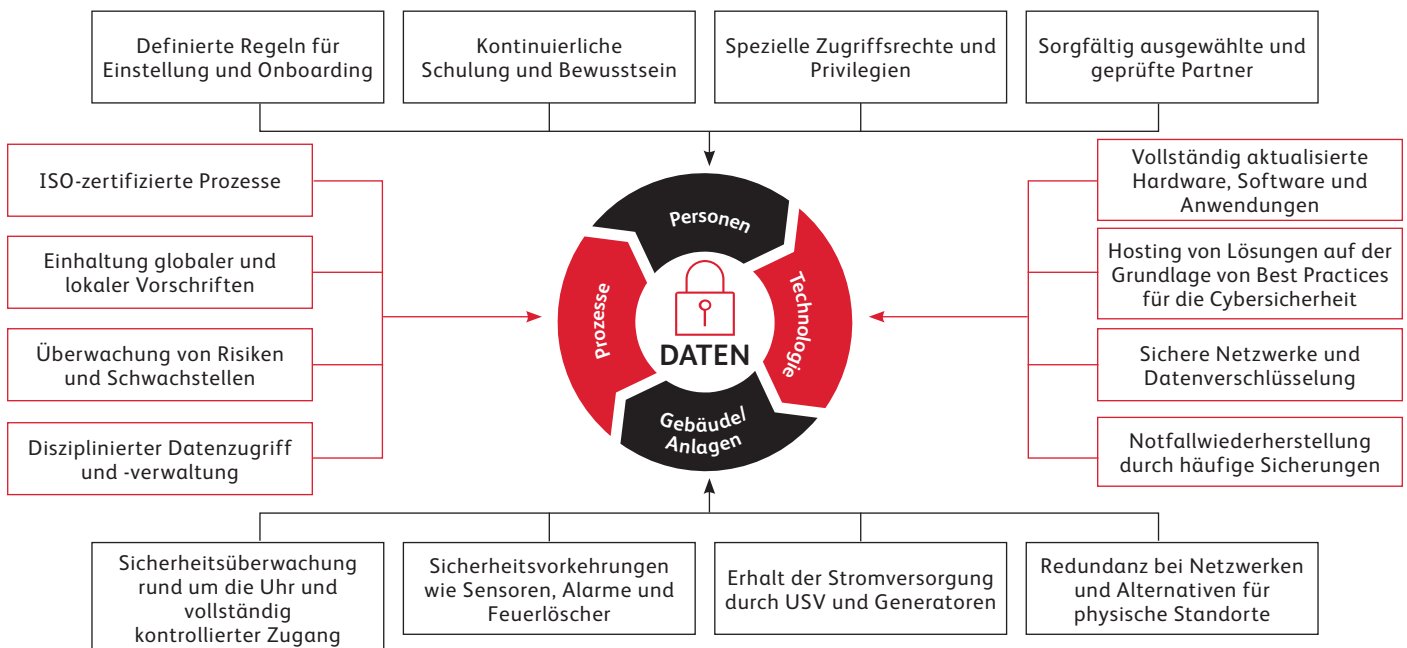 Definierte Regeln für
Einstellung und Onboarding
Kontinuierliche
Schulung und Bewusstsein
Spezielle Zugriffsrechte und
Privilegien
Sorgfältig ausgewählte und
geprüfte Partner
ISO-zertifizierte Prozesse
Einhaltung globaler und
lokaler Vorschriften
Überwachung von Risiken
und Schwachstellen
Disziplinierter Datenzugriff
und -verwaltung
Personen
Prozesse
DATEN
Technologie
Gebäude/
Anlagen
Vollständig aktualisierte
Hardware, Software und
Anwendungen
Hosting von Lösungen auf der
Grundlage von Best Practices
für die Cybersicherheit
Sichere Netzwerke und
Datenverschlüsselung
Notfallwiederherstellung
durch häufige Sicherungen
Sicherheitsüberwachung
rund um die Uhr und
vollständig
kontrollierter Zugang
Sicherheitsvorkehrungen
wie Sensoren, Alarme und
Feuerlöscher
Erhalt der Stromversorgung
durch USV und Generatoren
Redundanz bei Netzwerken
und Alternativen für
physische Standorte